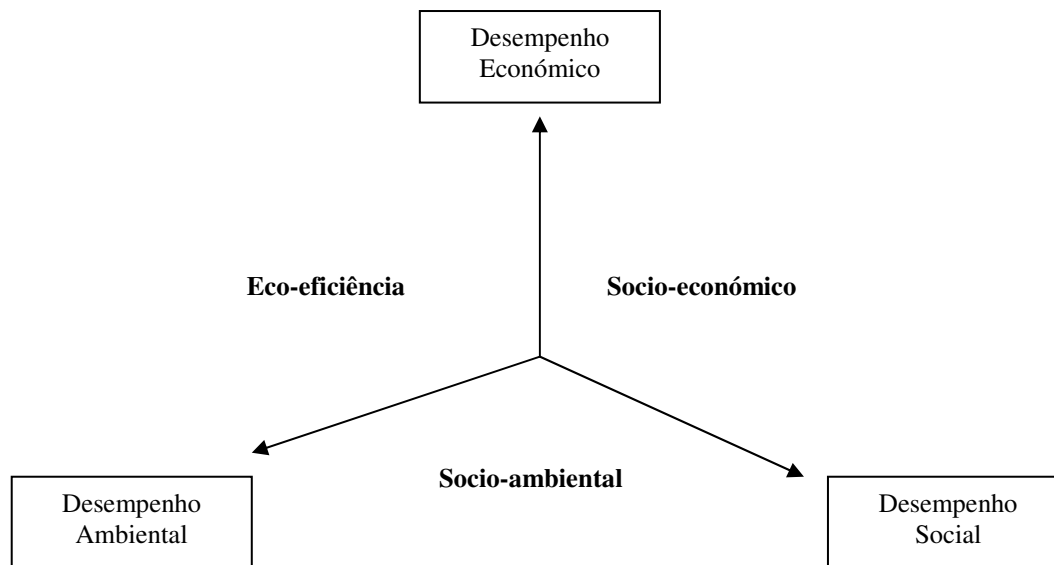 Desempenho
Económico
Eco-eficiência
Socio-económico
Socio-ambiental
Desempenho
Ambiental
Desempenho
Social